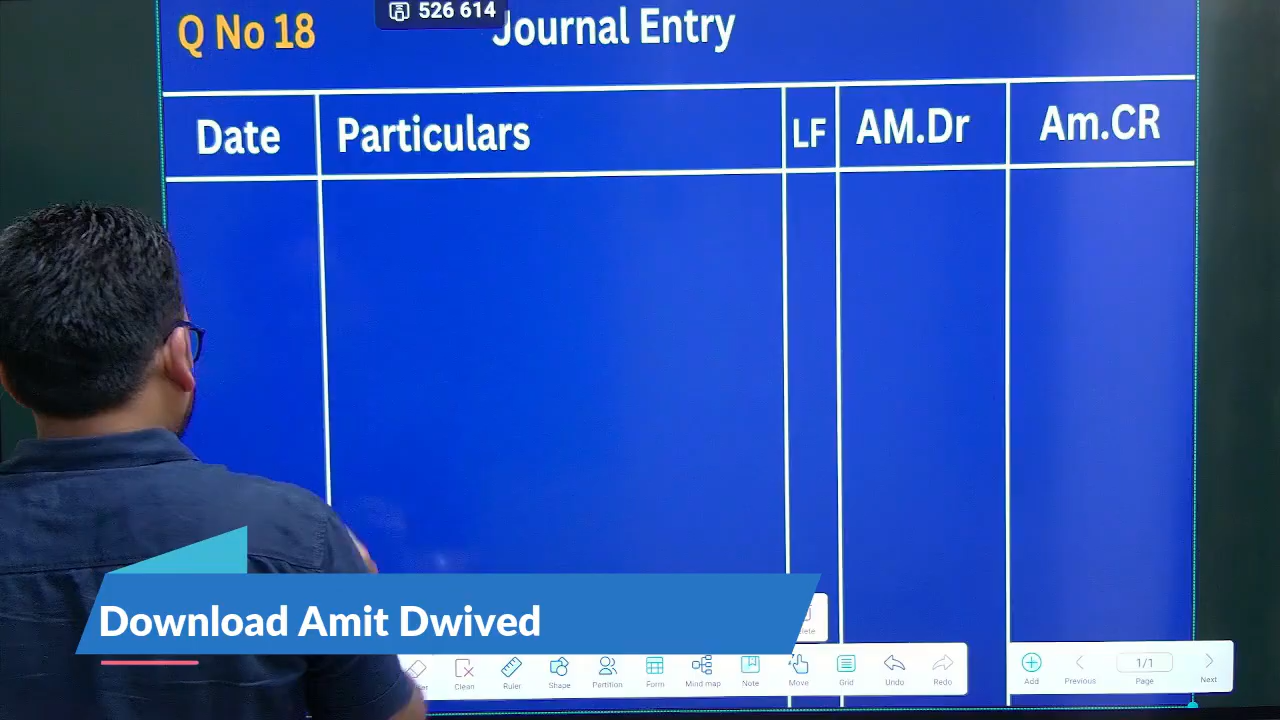 526 614
Q No 18
Journal Entry
Date
Particulars
LF
AM.Dr
Am.CR
Download Amit Dwived
Clean
Ruler
Shape
Partition
Form
Mind map
Note
Move
Grid
Undo
Redo
Add
Previous
1/1
Page
Next